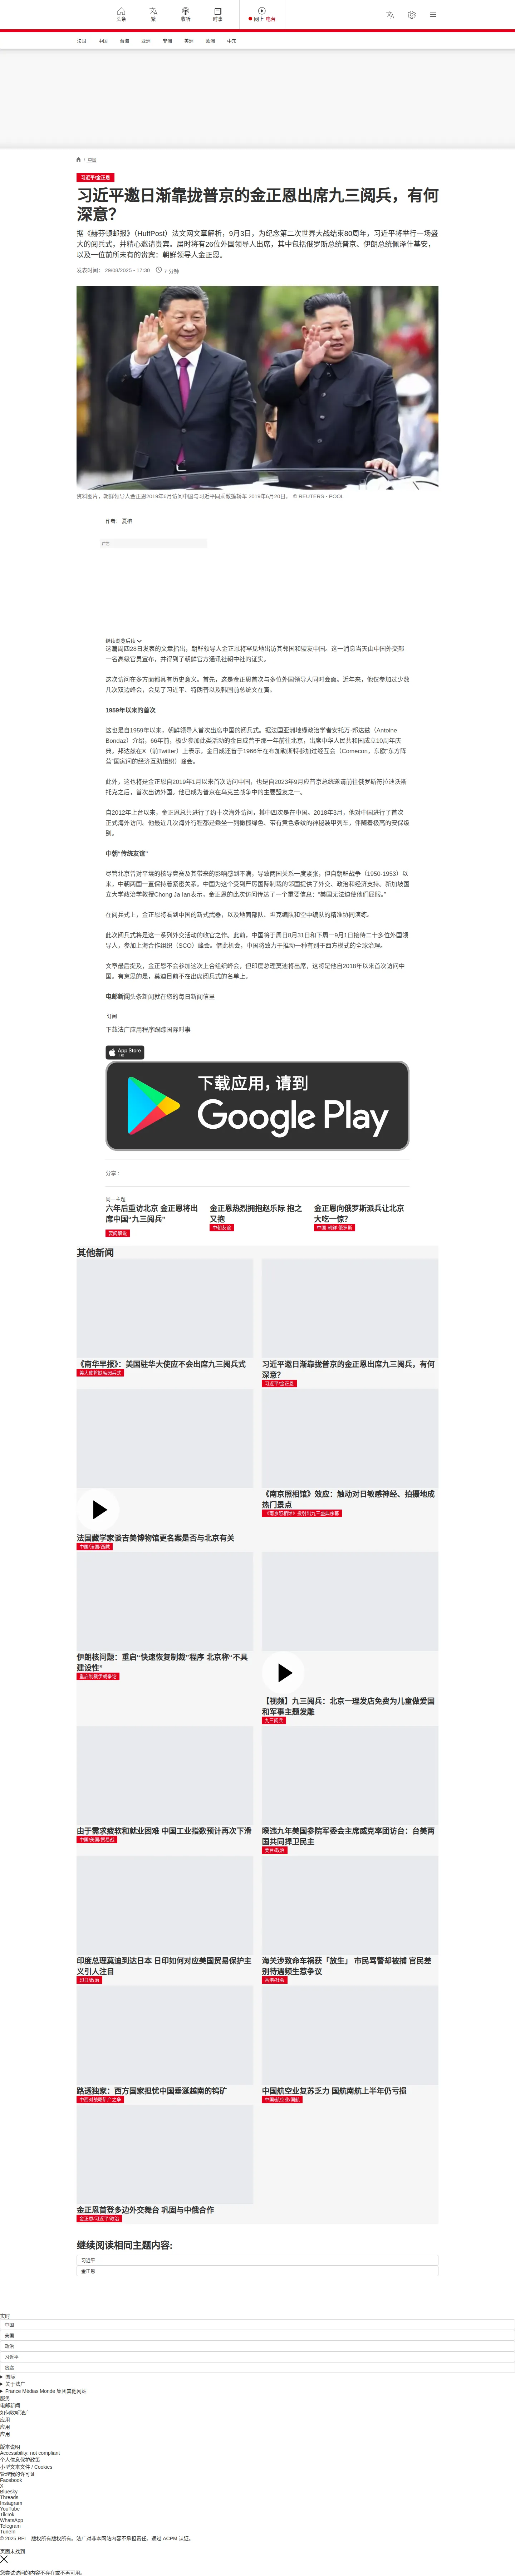 头条
繁
收听
时事
网上 电台
法国
中国
台海
亚洲
非洲
美洲
欧洲
中东
/ 中国
习近平/金正恩
习近平邀日渐靠拢普京的金正恩出席九三阅兵，有何
深意？
据《赫芬顿邮报》（HuffPost）法文网文章解析，9月3日，为纪念第二次世界大战结束80周年，习近平将举行一场盛
大的阅兵式，并精心邀请贵宾。届时将有26位外国领导人出席，其中包括俄罗斯总统普京、伊朗总统佩泽什基安，
以及一位前所未有的贵宾：朝鲜领导人金正恩。
发表时间： 29/08/2025 - 17:30 7 分钟
资料图片，朝鲜领导人金正恩2019年6月访问中国与习近平同乘敞篷轿车 2019年6月20日。 © REUTERS - POOL
作者： 夏榕
广告
继续浏览后续
这篇周四28日发表的文章指出，朝鲜领导人金正恩将罕见地出访其邻国和盟友中国。这一消息当天由中国外交部
一名高级官员宣布，并得到了朝鲜官方通讯社朝中社的证实。
这次访问在多方面都具有历史意义。首先，这是金正恩首次与多位外国领导人同时会面。近年来，他仅参加过少数
几次双边峰会，会见了习近平、特朗普以及韩国前总统文在寅。
1959年以来的首次
这也是自1959年以来，朝鲜领导人首次出席中国的阅兵式。据法国亚洲地缘政治学者安托万·邦达兹（Antoine
Bondaz）介绍，66年前，极少参加此类活动的金日成曾于那一年前往北京，出席中华人民共和国成立10周年庆
典。邦达兹在X（前Twitter）上表示，金日成还曾于1966年在布加勒斯特参加过经互会（Comecon，东欧“东方阵
营”国家间的经济互助组织）峰会。
此外，这也将是金正恩自2019年1月以来首次访问中国，也是自2023年9月应普京总统邀请前往俄罗斯符拉迪沃斯
托克之后，首次出访外国。他已成为普京在乌克兰战争中的主要盟友之一。
自2012年上台以来，金正恩总共进行了约十次海外访问，其中四次是在中国。2018年3月，他对中国进行了首次
正式海外访问。他最近几次海外行程都是乘坐一列橄榄绿色、带有黄色条纹的神秘装甲列车，伴随着极高的安保级
别。
中朝“传统友谊”
尽管北京曾对平壤的核导竞赛及其带来的影响感到不满，导致两国关系一度紧张，但自朝鲜战争（1950-1953）以
来，中朝两国一直保持着紧密关系。中国为这个受到严厉国际制裁的邻国提供了外交、政治和经济支持。新加坡国
立大学政治学教授Chong Ja Ian表示，金正恩的此次访问传达了一个重要信息：“美国无法迫使他们屈服。”
在阅兵式上，金正恩将看到中国的新式武器，以及地面部队、坦克编队和空中编队的精准协同演练。
此次阅兵式将是这一系列外交活动的收官之作。此前，中国将于周日8月31日和下周一9月1日接待二十多位外国领
导人，参加上海合作组织（SCO）峰会。借此机会，中国将致力于推动一种有别于西方模式的全球治理。
文章最后提及，金正恩不会参加这次上合组织峰会，但印度总理莫迪将出席，这将是他自2018年以来首次访问中
国。有意思的是，莫迪目前不在出席阅兵式的名单上。
电邮新闻头条新闻就在您的每日新闻信里
订阅
下载法广应用程序跟踪国际时事
App Store
下载
下载应用，请到
Google Play
分享
同一主题
六年后重访北京 金正恩将出
席中国“九三阅兵”
要闻解说
金正恩热烈拥抱赵乐际 抱之
又抱
中朝友谊
金正恩向俄罗斯派兵让北京
大吃一惊？
中国·朝鲜·俄罗斯
其他新闻
《南华早报》：美国驻华大使应不会出席九三阅兵式
习近平邀日渐靠拢普京的金正恩出席九三阅兵，有何
深意？
习近平/金正恩
法国藏学家谈吉美博物馆更名案是否与北京有关
中国/法国/西藏
《南京照相馆》效应：触动对日敏感神经、拍摄地成
热门景点
伊朗核问题：重启“快速恢复制裁”程序 北京称“不具
建设性”
【视频】九三阅兵：北京一理发店免费为儿童做爱国
和军事主题发雕
九三阅兵
由于需求疲软和就业困难 中国工业指数预计再次下滑
中国/美国/贸易战
暌违九年美国参院军委会主席威克率团访台：台美两
国共同捍卫民主
美台/政治
印度总理莫迪到达日本 日印如何对应美国贸易保护主
义引人注目
印日/政治
海关涉致命车祸获「放生」 市民骂警却被捕 官民差
别待遇频生惹争议
香港/社会
路透独家：西方国家担忧中国垂涎越南的钨矿
中西对战略矿产之争
中国航空业复苏乏力 国航南航上半年仍亏损
中国/航空业/国航
金正恩首登多边外交舞台 巩固与中俄合作
金正恩/习近平/政治
继续阅读相同主题内容:
习近平
金正恩
实时
中国
美国
政治
习近平
香港
国际
关于法广
France Médias Monde 集团其他网站
服务
电邮新闻
如何收听法广
应用
应用
应用
版本说明
Accessibility: not compliant
个人信息保护政策
小型文本文件 / Cookies
管理我的许可证
Facebook
X
Bluesky
Threads
Instagram
YouTube
TikTok
WhatsApp
Telegram
TuneIn
© 2025 RFI – 版权所有版权所有。法广对非本网站内容不承担责任。通过 ACPM 认证。
页面未找到
您尝试访问的内容不存在或不再可用。